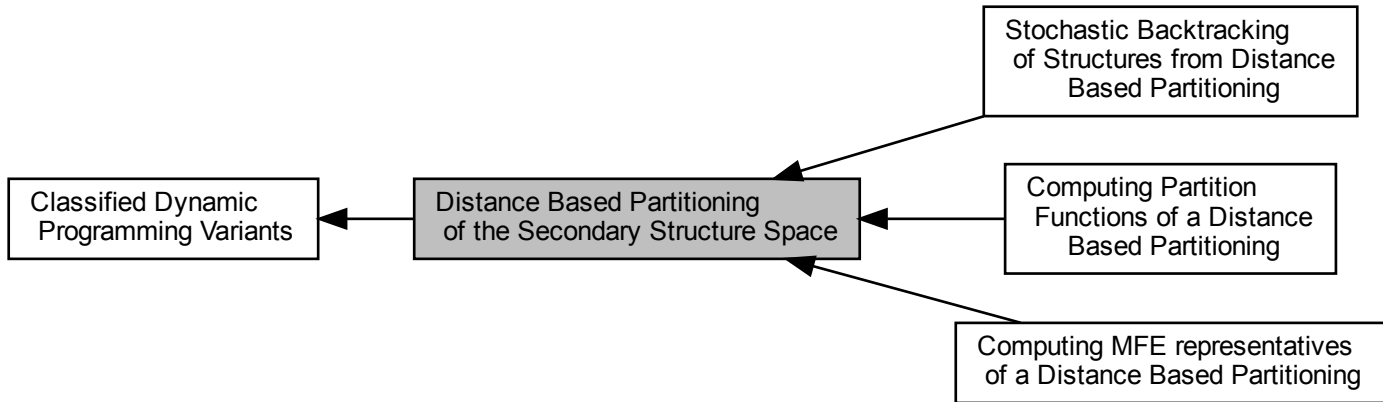 Stochastic Backtracking
of Structures from Distance
Based Partitioning
Classified Dynamic
Programming Variants
Distance Based Partitioning
of the Secondary Structure Space
Computing Partition
Functions of a Distance
Based Partitioning
Computing MFE representatives
of a Distance Based Partitioning